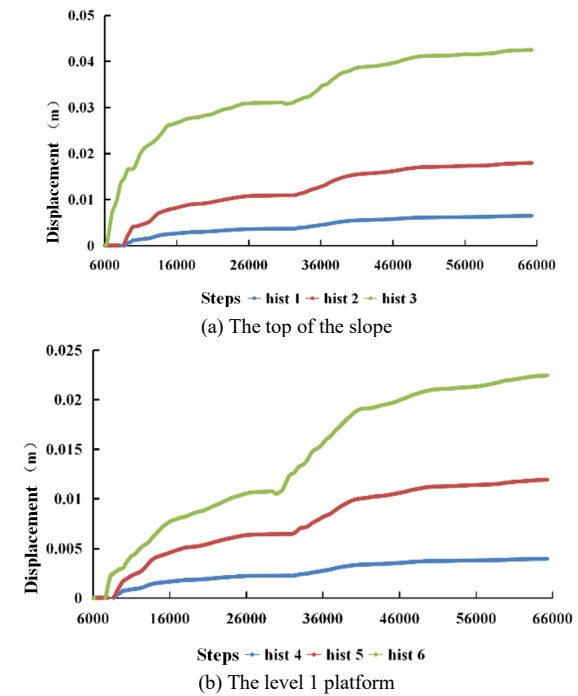 0.05
0.04
0.03
0.02
0.01
0
Displacement（m）
6000 16000 26000 36000 46000 56000 66000
Steps hist 1 hist 2 hist 3
(a) The top of the slope
0.025
0.02
0.015
0.01
0.005
0
Displacement（m）
6000 16000 26000 36000 46000 56000 66000
Steps hist 4 hist 5 hist 6
(b) The level 1 platform